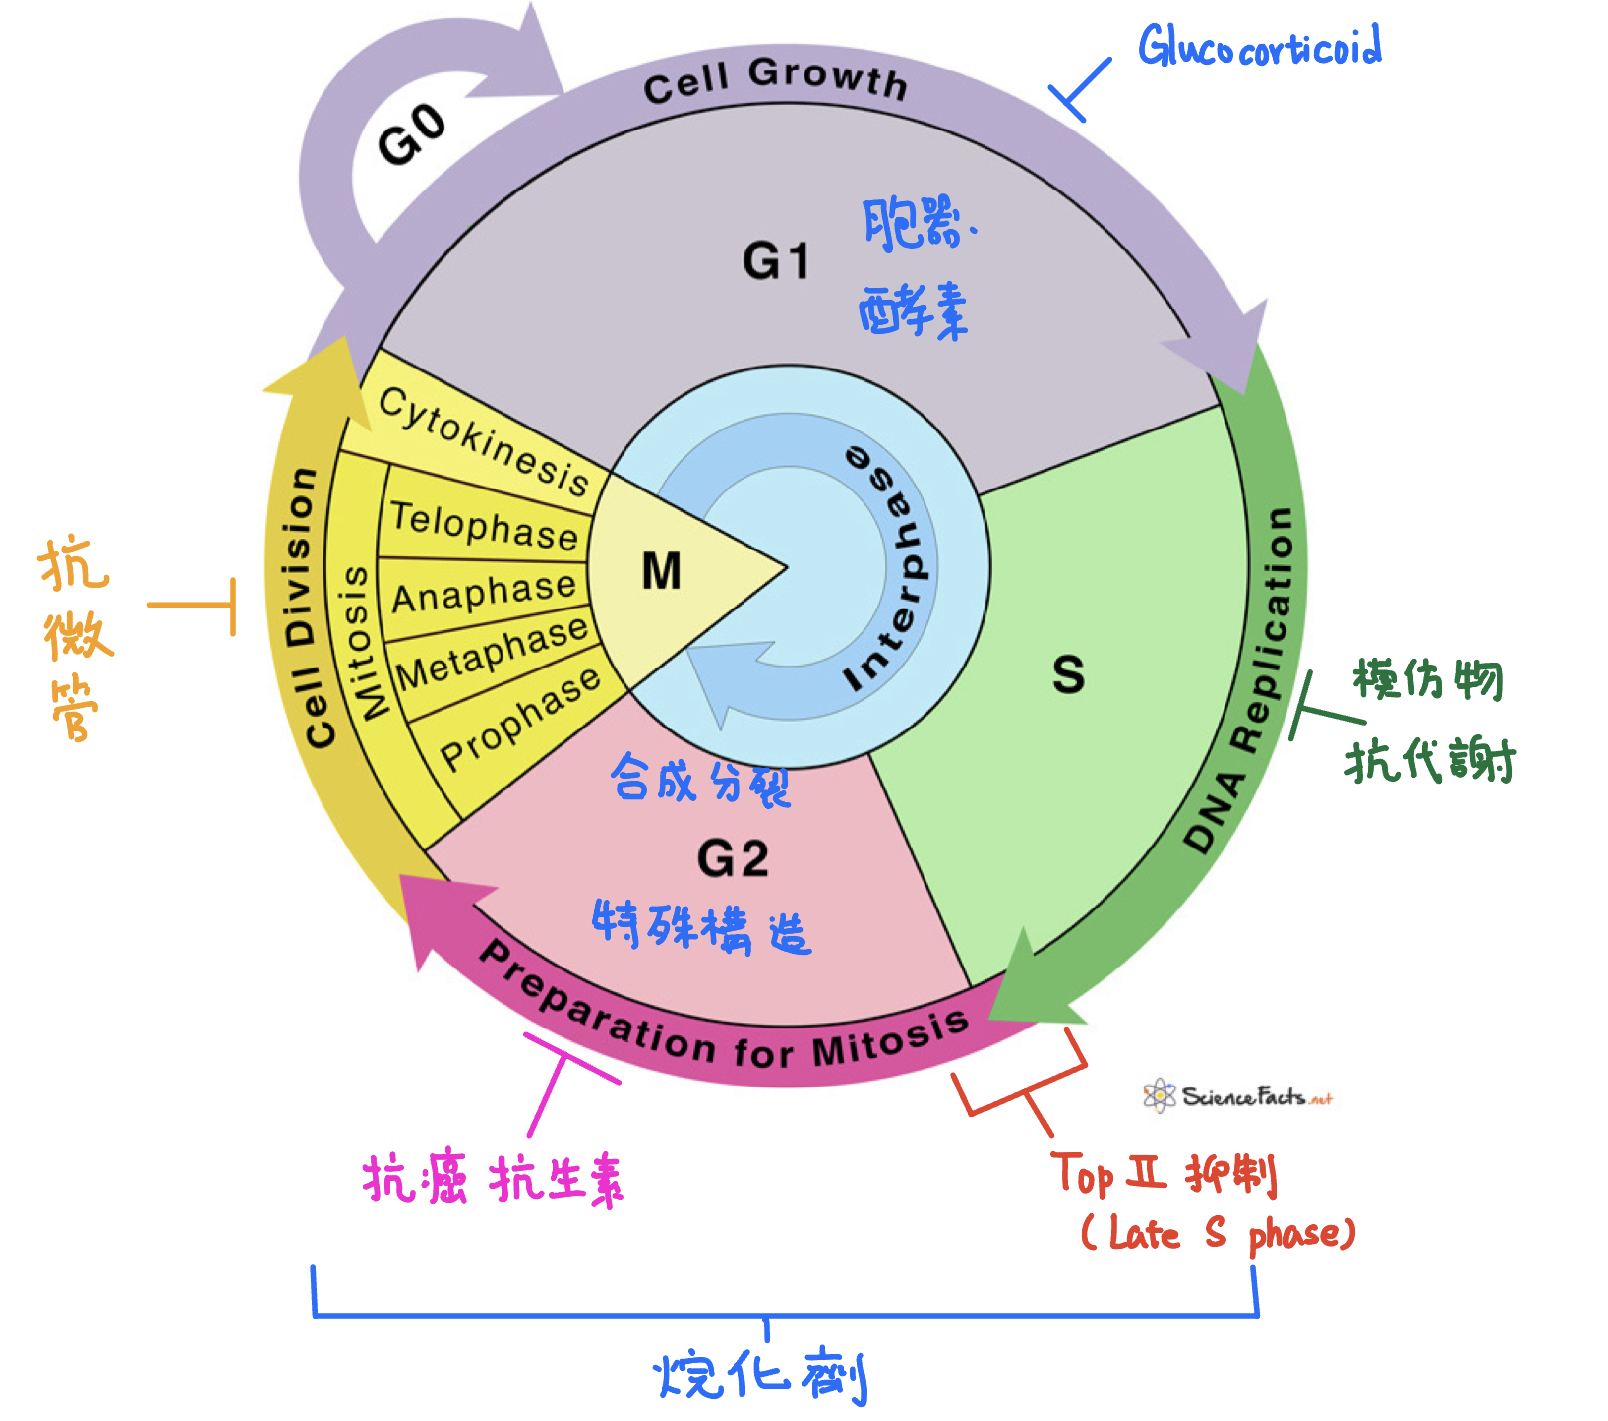 Glucocorticoid
Cell Growth
G0
G1
胞器、
酵素
Cytokinesis
Telophase
Anaphase
Metaphase
Prophase
Mitosis
Cell Division
M
Interphase
S
DNA Replication
抗
微
管
模仿物
抗代謝
合成分裂
G2
特殊構造
Preparation for Mitosis
ScienceFacts.net
抗癌 抗生素
Top II 抑制
(Late S phase)
烷化劑